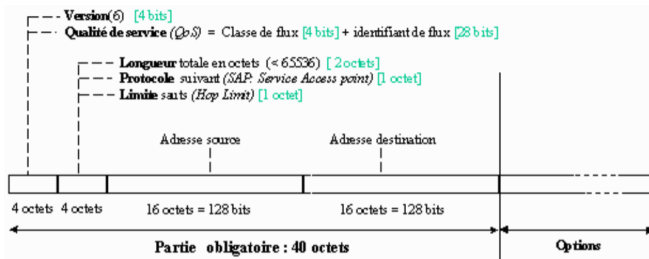 Version(6) [4 bits]
Qualité de service (QoS) = Classe de flux [4 bits] + identifiant de flux [28 bits]
Longueur totale en octets (< 65536) [2 octets]
Protocole suivant (SAP: Service Access point) [1 octet]
Limite sauts (Hop Limit) [1 octet]
Adresse source Adresse destination
4 octets 4 octets 16 octets = 128 bits 16 octets = 128 bits
Partie obligatoire : 40 octets Options